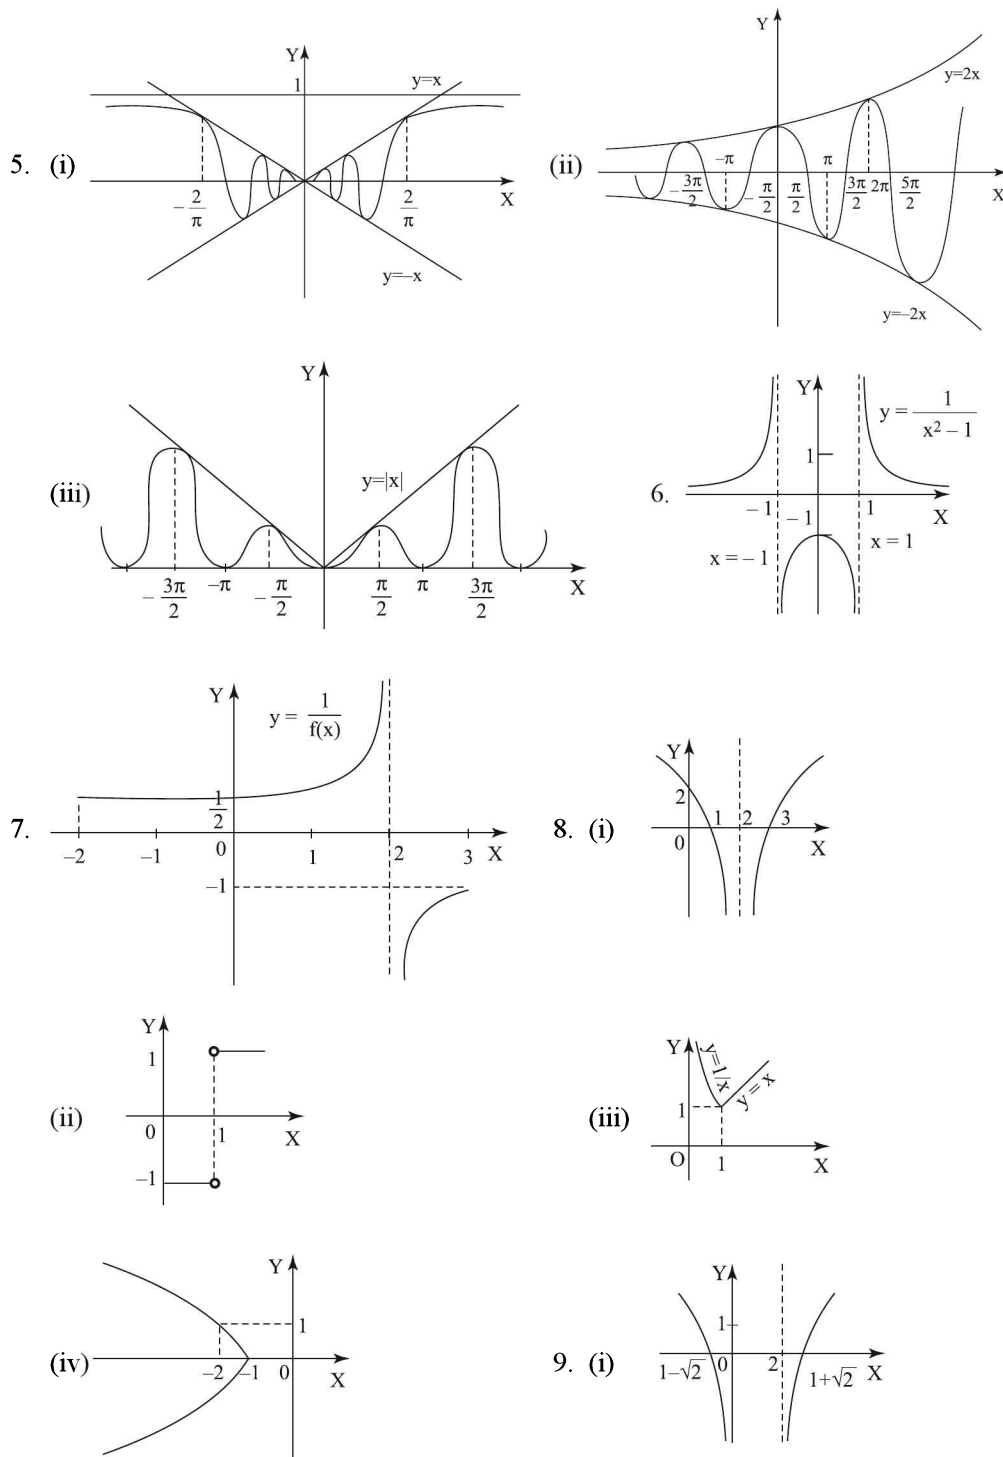 5. (i)
Y
1
y=x
X
- 2/π
2/π
y=–x
(ii)
Y
y=2x
–π
π
X
- 3π/2
- π/2
π/2
3π/2
2π
5π/2
y=–2x
(iii)
Y
y=|x|
X
- 3π/2
–π
- π/2
π/2
π
3π/2
6.
Y
y = 1/(x² – 1)
1
– 1
– 1
1
X
x = – 1
x = 1
7.
Y
y = 1/f(x)
1/2
–2
–1
0
1
2
3
X
–1
8. (i)
Y
2
1
2
3
0
X
(ii)
Y
1
0
1
X
–1
(iii)
Y
y=1/x
y = x
1
O
1
X
(iv)
Y
1
–2
–1
0
X
9. (i)
Y
1
1–√2
0
2
1+√2
X